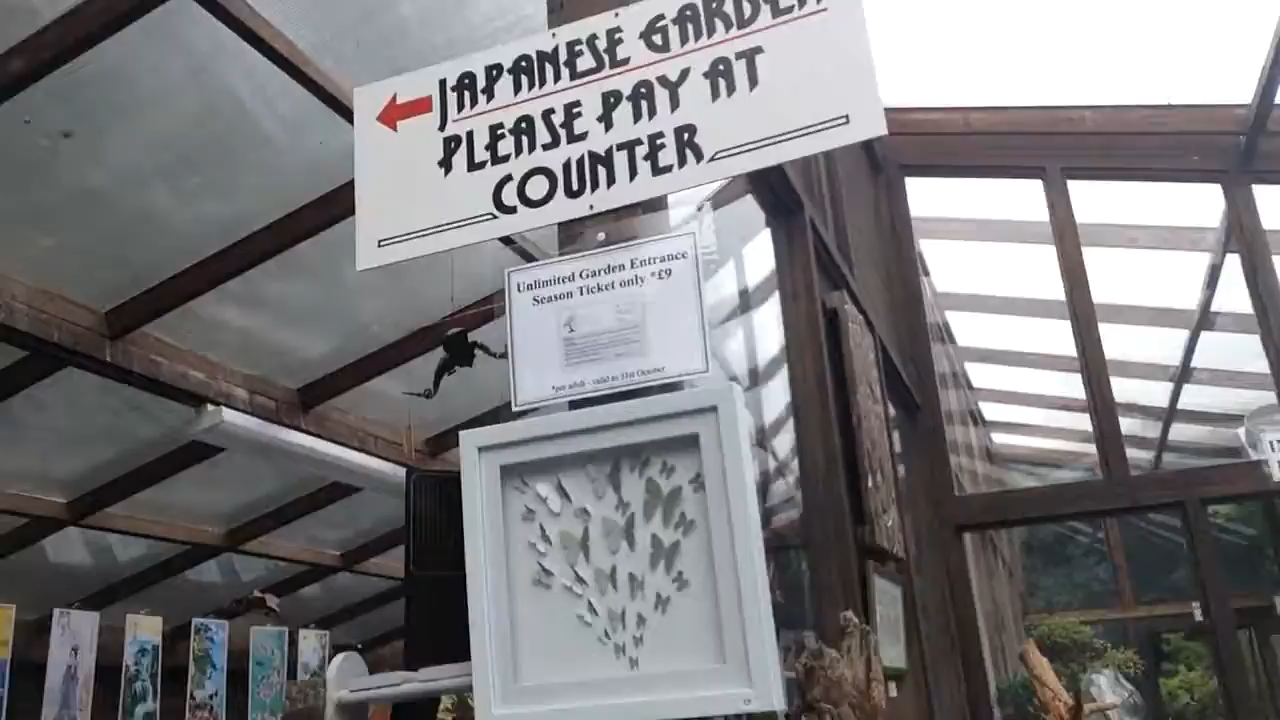 JAPANESE GARDEN
PLEASE PAY AT
COUNTER
Unlimited Garden Entrance
Season Ticket only *£9
*per adult - valid to 31st October